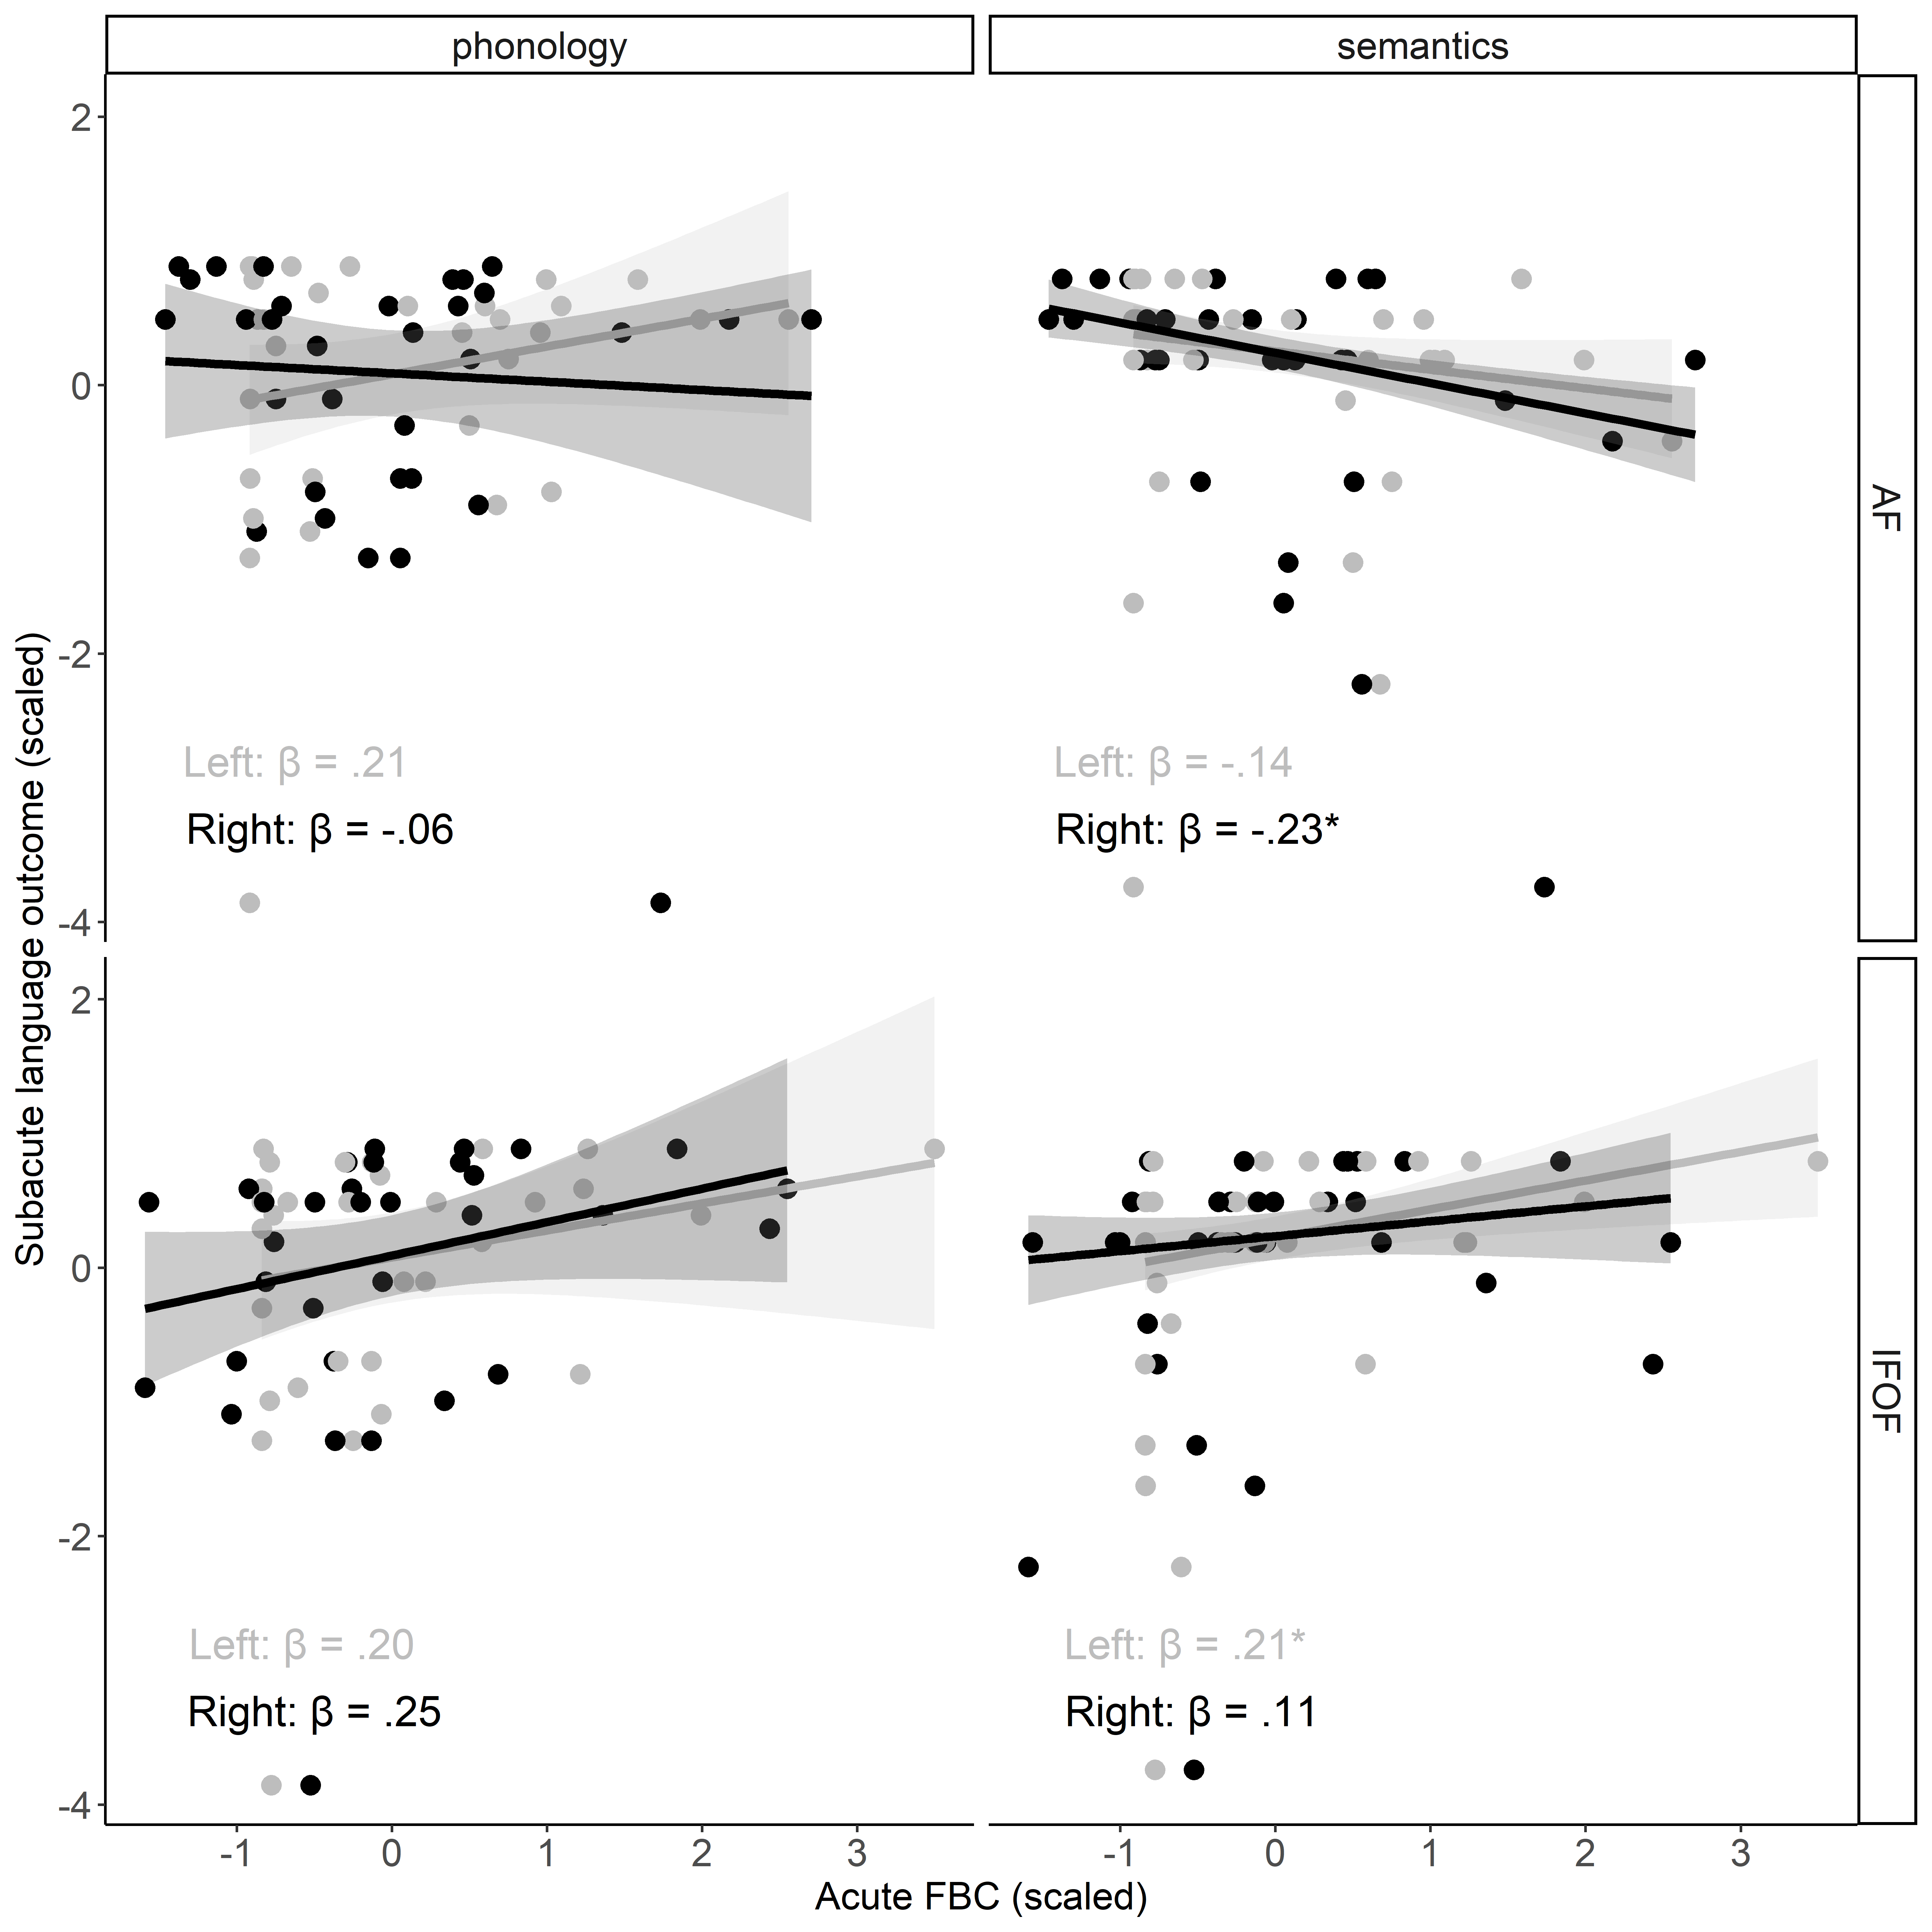 phonology
semantics
Subacute language outcome (scaled)
2
0
-2
-4
Left: β = .21
Right: β = -.06
Left: β = -.14
Right: β = -.23*
AF
2
0
-2
-4
Left: β = .20
Right: β = .25
Left: β = .21*
Right: β = .11
IFOF
-1 0 1 2 3
-1 0 1 2 3
Acute FBC (scaled)